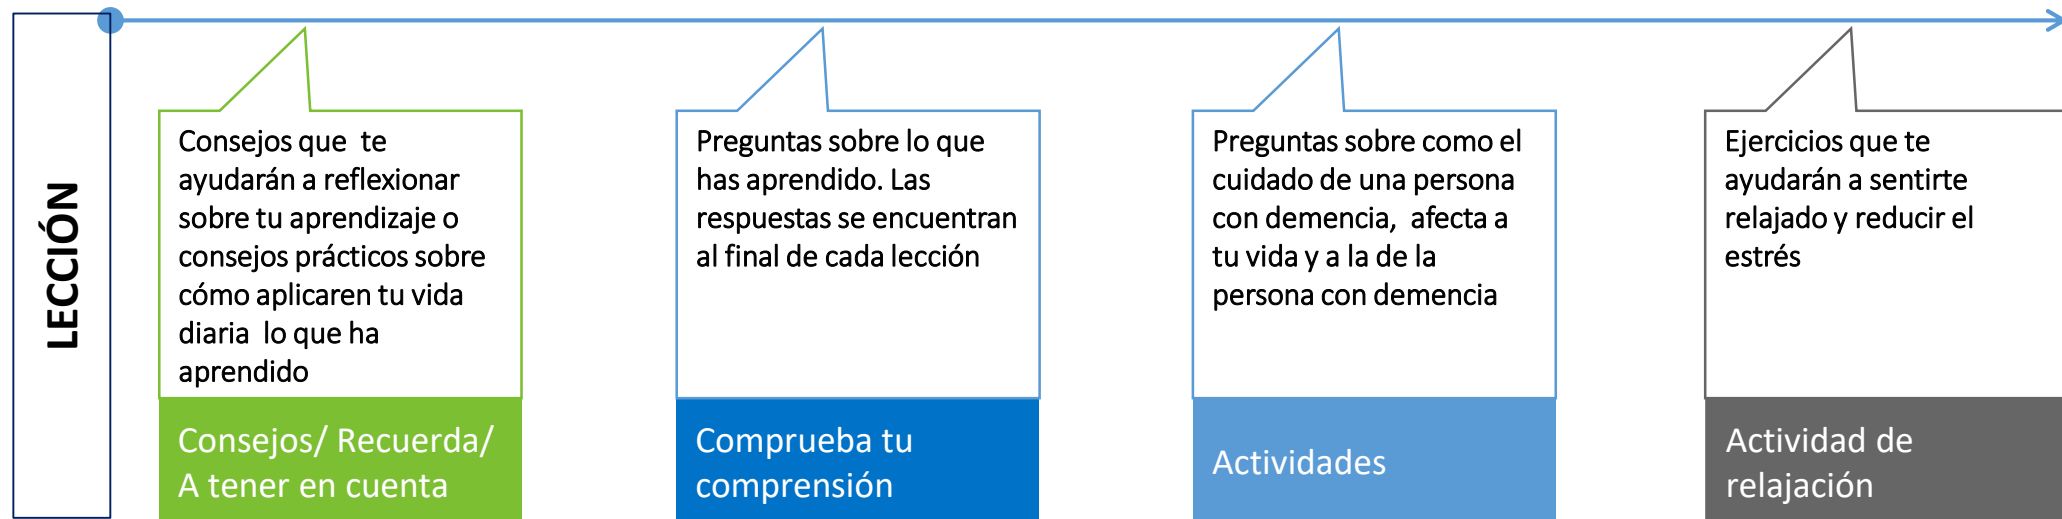 LECCIÓN
Consejos que  te
ayudarán a reflexionar
sobre tu aprendizaje o
consejos prácticos sobre
cómo aplicaren tu vida
diaria  lo que ha
aprendido
Consejos/ Recuerda/
A tener en cuenta
Preguntas sobre lo que
has aprendido. Las
respuestas se encuentran
al final de cada lección
Comprueba tu
comprensión
Preguntas sobre como el
cuidado de una persona
con demencia,  afecta a
tu vida y a la de la
persona con demencia
Actividades
Ejercicios que te
ayudarán a sentirte
relajado y reducir el
estrés
Actividad de
relajación